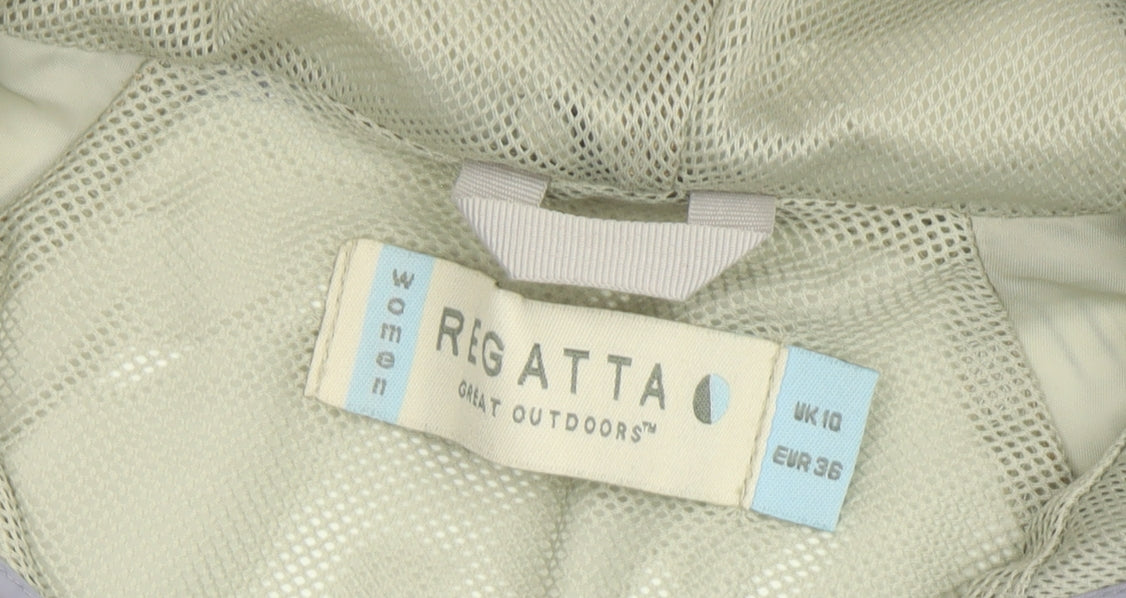 women
REGATTA
GREAT OUTDOORS™
UK 10
EUR 36